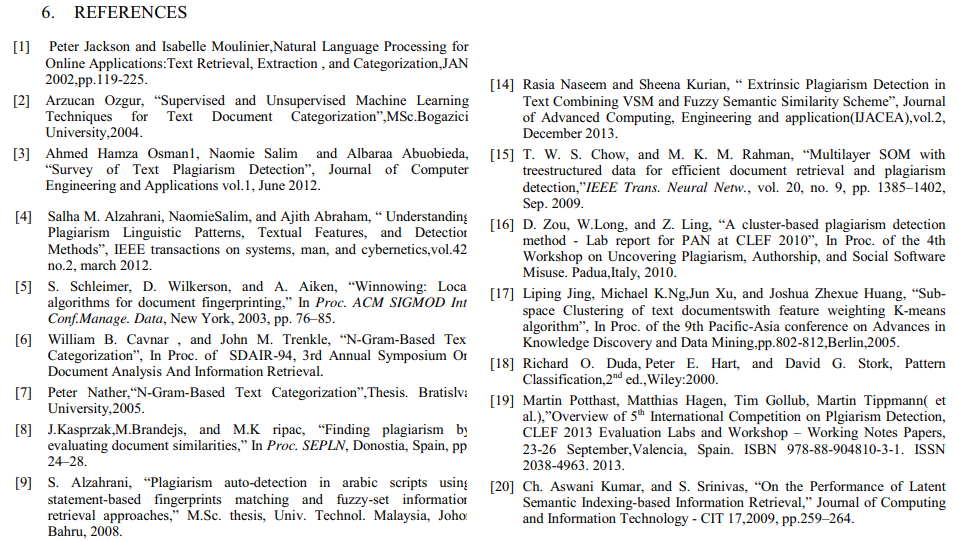 6. REFERENCES
[1] Peter Jackson and Isabelle Moulinier,Natural Language Processing for
Online Applications:Text Retrieval, Extraction , and Categorization,JAN
2002,pp.119-225.
[2] Arzucan Ozgur, “Supervised and Unsupervised Machine Learning
Techniques for Text Document Categorization”,MSc.Bogazici
University,2004.
[3] Ahmed Hamza Osman1, Naomie Salim and Albaraa Abuobieda,
“Survey of Text Plagiarism Detection”, Journal of Computer
Engineering and Applications vol.1, June 2012.
[4] Salha M. Alzahrani, NaomieSalim, and Ajith Abraham, “ Understanding
Plagiarism Linguistic Patterns, Textual Features, and Detection
Methods”, IEEE transactions on systems, man, and cybernetics,vol.42
no.2, march 2012.
[5] S. Schleimer, D. Wilkerson, and A. Aiken, “Winnowing: Loca
algorithms for document fingerprinting,” In Proc. ACM SIGMOD Int
Conf.Manage. Data, New York, 2003, pp. 76–85.
[6] William B. Cavnar , and John M. Trenkle, “N-Gram-Based Tex
Categorization”, In Proc. of SDAIR-94, 3rd Annual Symposium On
Document Analysis And Information Retrieval.
[7] Peter Nather,“N-Gram-Based Text Categorization”,Thesis. Bratislva
University,2005.
[8] J.Kasprzak,M.Brandejs, and M.K ripac, “Finding plagiarism by
evaluating document similarities,” In Proc. SEPLN, Donostia, Spain, pp
24–28.
[9] S. Alzahrani, “Plagiarism auto-detection in arabic scripts using
statement-based fingerprints matching and fuzzy-set information
retrieval approaches,” M.Sc. thesis, Univ. Technol. Malaysia, Joho
Bahru, 2008.
[14] Rasia Naseem and Sheena Kurian, “ Extrinsic Plagiarism Detection in
Text Combining VSM and Fuzzy Semantic Similarity Scheme”, Journal
of Advanced Computing, Engineering and application(IJACEA),vol.2,
December 2013.
[15] T. W. S. Chow, and M. K. M. Rahman, “Multilayer SOM with
treestructured data for efficient document retrieval and plagiarism
detection,”IEEE Trans. Neural Netw., vol. 20, no. 9, pp. 1385–1402,
Sep. 2009.
[16] D. Zou, W.Long, and Z. Ling, “A cluster-based plagiarism detection
method - Lab report for PAN at CLEF 2010”, In Proc. of the 4th
Workshop on Uncovering Plagiarism, Authorship, and Social Software
Misuse. Padua,Italy, 2010.
[17] Liping Jing, Michael K.Ng,Jun Xu, and Joshua Zhexue Huang, “Sub-
space Clustering of text documentswith feature weighting K-means
algorithm”, In Proc. of the 9th Pacific-Asia conference on Advances in
Knowledge Discovery and Data Mining,pp.802-812,Berlin,2005.
[18] Richard O. Duda, Peter E. Hart, and David G. Stork, Pattern
Classification,2nd ed.,Wiley:2000.
[19] Martin Potthast, Matthias Hagen, Tim Gollub, Martin Tippmann( et
al.),”Overview of 5th International Competition on Plgiarism Detection,
CLEF 2013 Evaluation Labs and Workshop – Working Notes Papers,
23-26 September,Valencia, Spain. ISBN 978-88-904810-3-1. ISSN
2038-4963. 2013.
[20] Ch. Aswani Kumar, and S. Srinivas, “On the Performance of Latent
Semantic Indexing-based Information Retrieval,” Journal of Computing
and Information Technology - CIT 17,2009, pp.259–264.